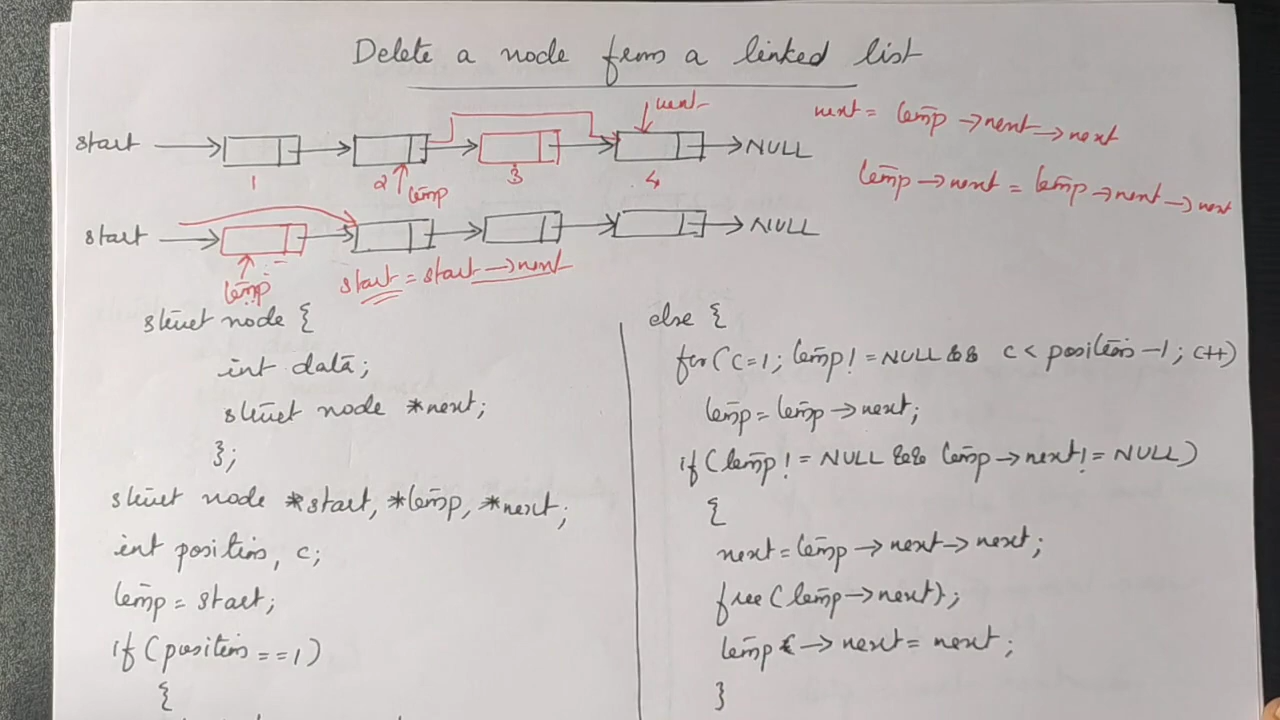 Delete a node from a linked list
next
next = temp → next → next
start → → → → NULL
1 2 3 4
temp
temp → next = temp → next → next
start → → → → NULL
temp
start = start → next
struct node {
int data;
struct node *next;
};
struct node *start, *temp, *next;
int position, c;
temp = start;
if (position == 1)
{
else {
for (c=1; temp != NULL && c < position -1; c++)
temp = temp → next;
if (temp != NULL && temp → next != NULL)
{
next = temp → next → next;
free (temp → next);
temp → next = next;
}